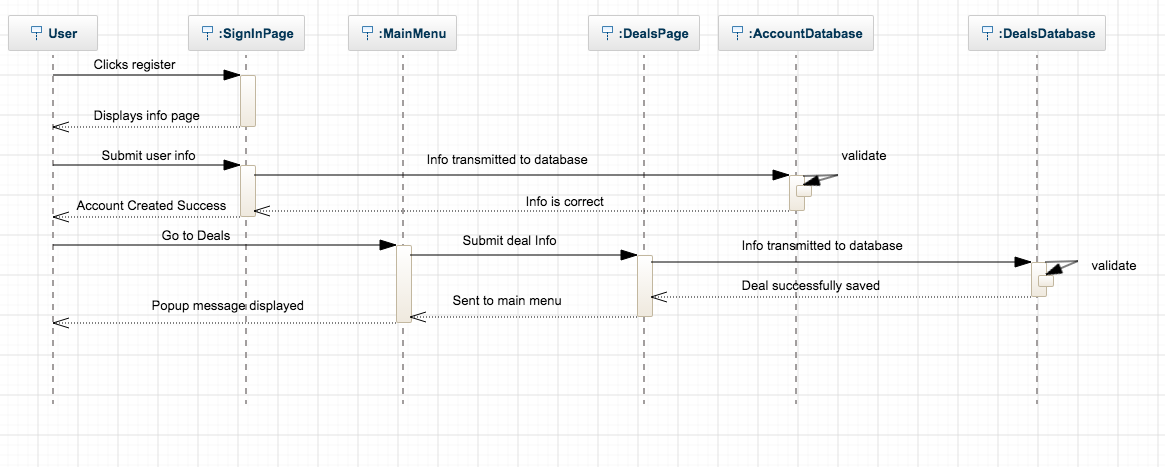 User
:SignInPage
:MainMenu
:DealsPage
:AccountDatabase
:DealsDatabase
Clicks register
Displays info page
Submit user info
Info transmitted to database
validate
Info is correct
Account Created Success
Go to Deals
Submit deal Info
Info transmitted to database
validate
Deal successfully saved
Sent to main menu
Popup message displayed